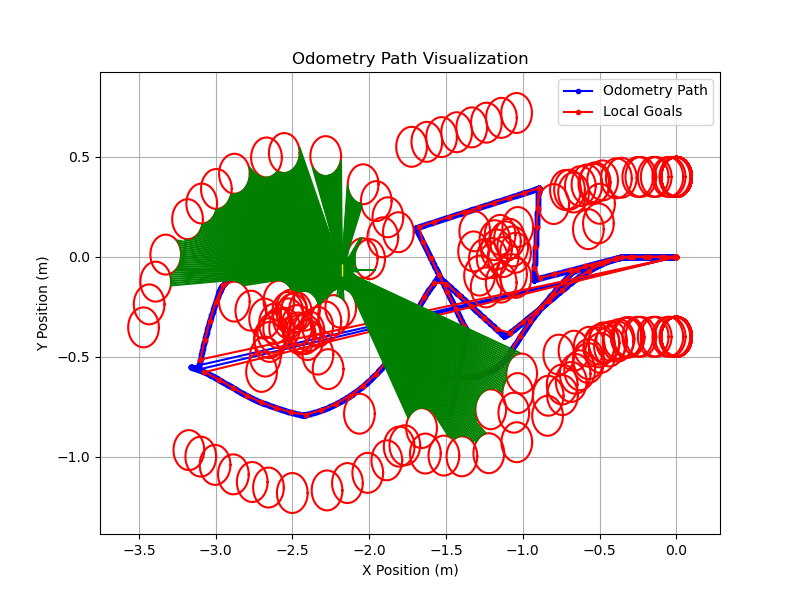 Odometry Path Visualization
Odometry Path
Local Goals
Y Position (m)
0.5
0.0
−0.5
−1.0
−3.5 −3.0 −2.5 −2.0 −1.5 −1.0 −0.5 0.0
X Position (m)